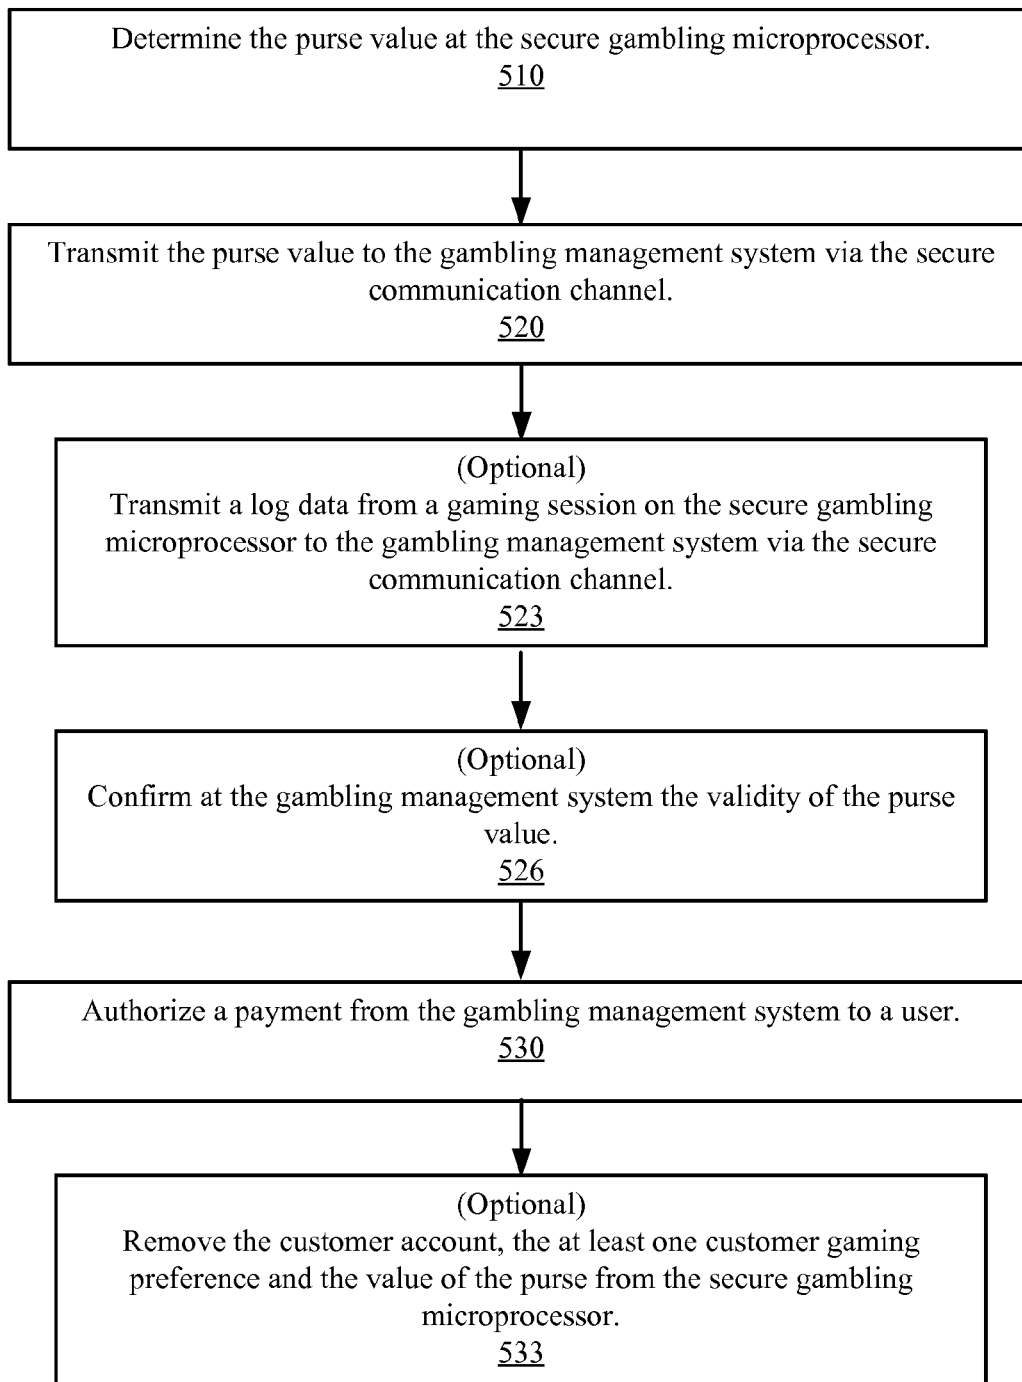 Determine the purse value at the secure gambling microprocessor.
510
Transmit the purse value to the gambling management system via the secure
communication channel.
520
(Optional)
Transmit a log data from a gaming session on the secure gambling
microprocessor to the gambling management system via the secure
communication channel.
523
(Optional)
Confirm at the gambling management system the validity of the purse
value.
526
Authorize a payment from the gambling management system to a user.
530
(Optional)
Remove the customer account, the at least one customer gaming
preference and the value of the purse from the secure gambling
microprocessor.
533